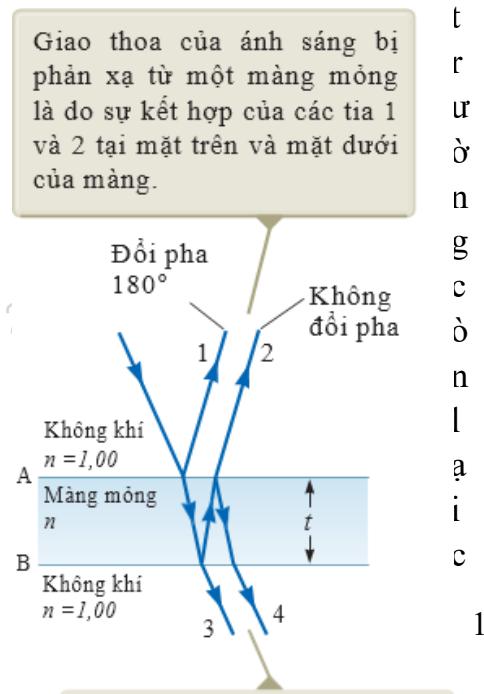 Giao thoa của ánh sáng bị
phản xạ từ một màng mỏng
là do sự kết hợp của các tia 1
và 2 tại mặt trên và mặt dưới
của màng.
Đổi pha
180°
Không
đổi pha
1
2
Không khí
n =1,00
A
Màng mỏng
n
t
B
Không khí
n =1,00
3
4
t
r
ư
ờ
n
g
c
ò
n
l
ạ
i
c
1